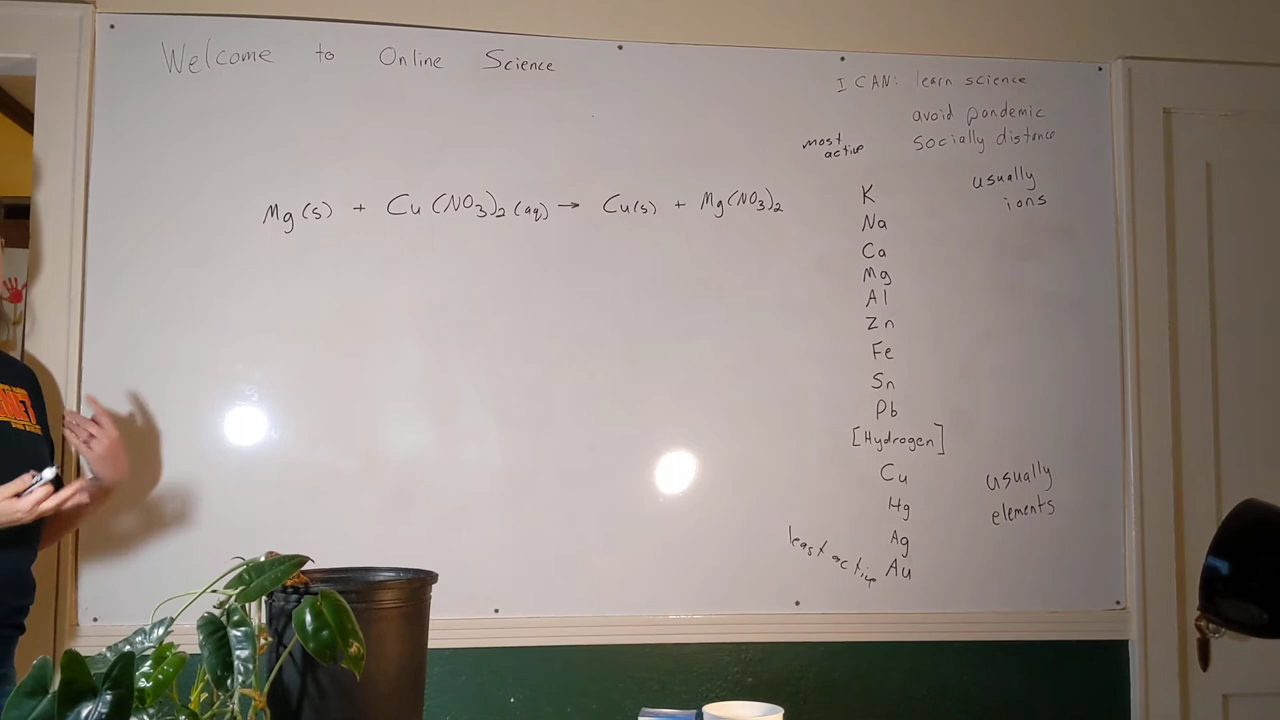 Welcome to Online Science
I CAN: learn science
avoid pandemic
socially distance
most
active
usually
ions
Mg(s) + Cu(NO3)2(aq) → Cu(s) + Mg(NO3)2
K
Na
Ca
Mg
Al
Zn
Fe
Sn
Pb
[Hydrogen]
Cu
Hg
Ag
Au
usually
elements
least active